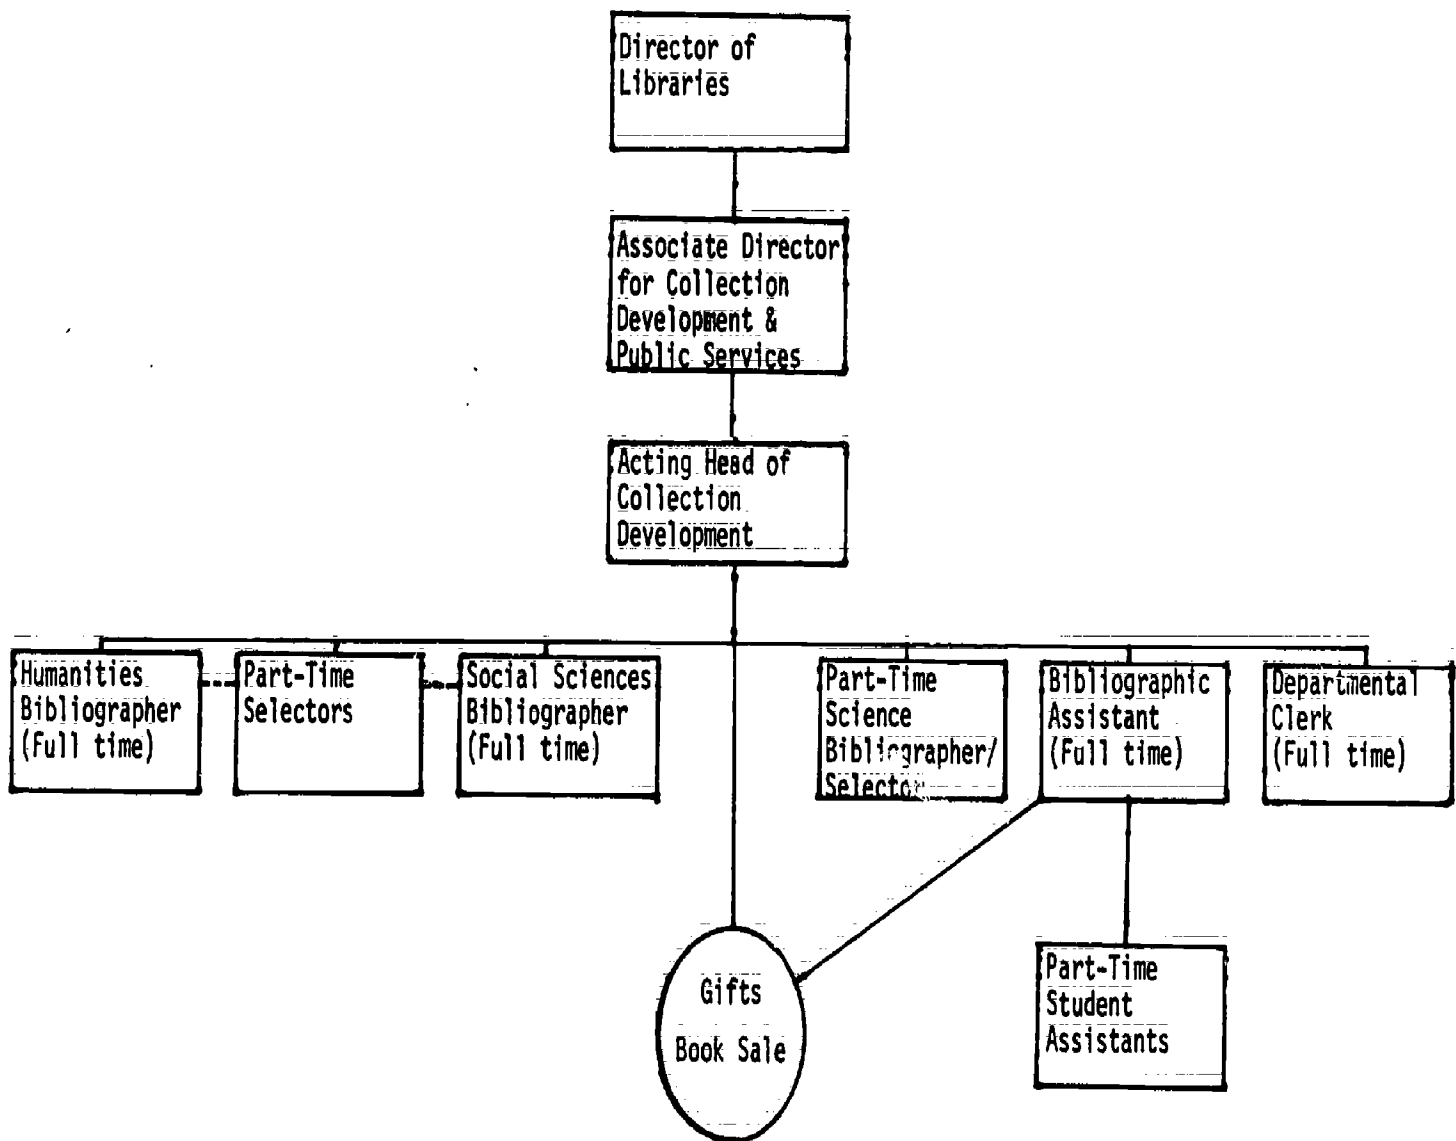 Director of
Libraries
Associate Director
for Collection
Development &
Public Services
Acting Head of
Collection
Development
Humanities
Bibliographer
(Full time)
Part-Time
Selectors
Social Sciences
Bibliographer
(Full time)
Part-Time
Science
Bibliographer/
Selector
Bibliographic
Assistant
(Full time)
Departmental
Clerk
(Full time)
Gifts
Book Sale
Part-Time
Student
Assistants